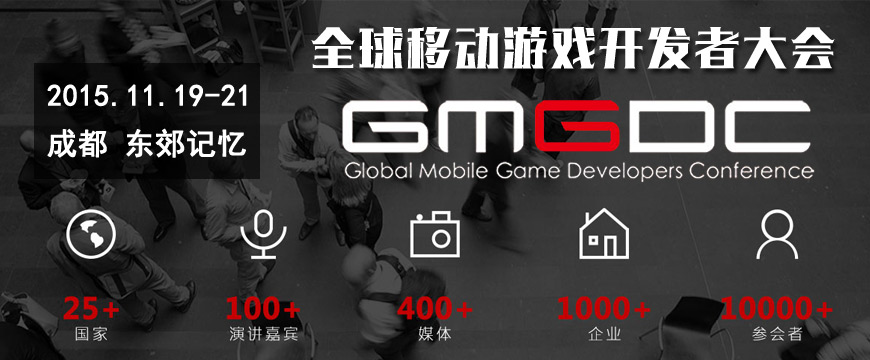 全球移动游戏开发者大会
2015.11.19-21
成都 东郊记忆
GMGDC
Global Mobile Game Developers Conference
25+
国家
100+
演讲嘉宾
400+
媒体
1000+
企业
10000+
参会者